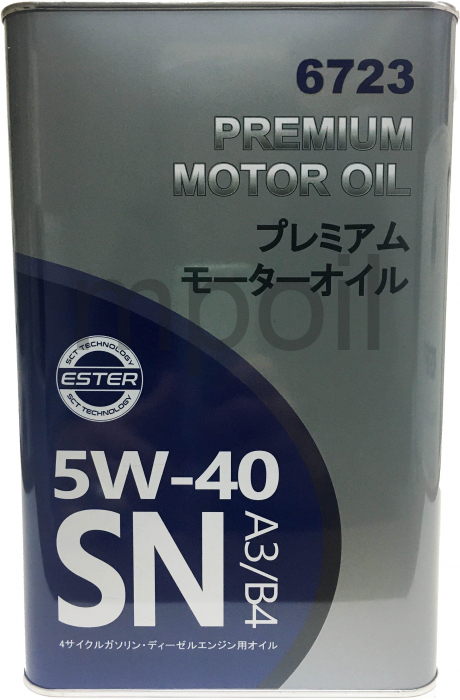 6723
PREMIUM
MOTOR OIL
プレミアム
モーターオイル
mpoil
SCT TECHNOLOGY
ESTER
SCT TECHNOLOGY
5W-40
SN
A3/B4
4サイクルガソリン・ディーゼルエンジン用オイル